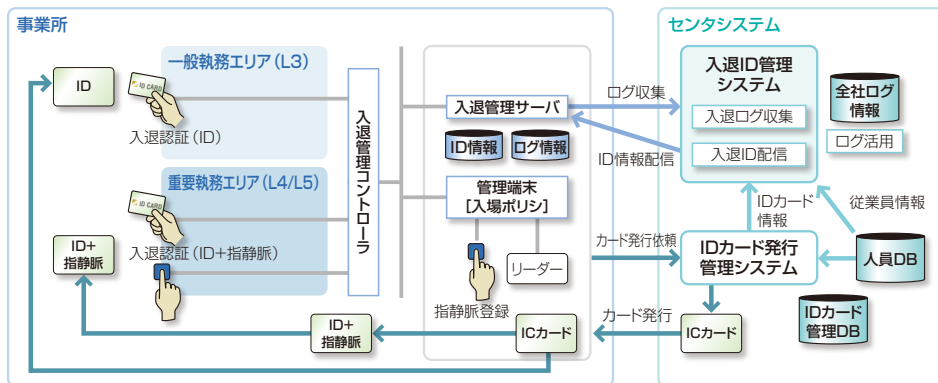 事業所
一般執務エリア（L3）
ID
ID CARD
入退認証（ID）
重要執務エリア（L4/L5）
ID CARD
入退認証（ID+指静脈）
ID+
指静脈
入退管理コントローラ
入退管理サーバ
ID情報
ログ情報
管理端末
［入場ポリシ］
リーダー
指静脈登録
ICカード
ID+
指静脈
ログ収集
ID情報配信
カード発行依頼
カード発行
センタシステム
入退ID管理
システム
入退ログ収集
入退ID配信
全社ログ
情報
ログ活用
IDカード
情報
従業員情報
IDカード発行
管理システム
人員DB
IDカード
管理DB
ICカード